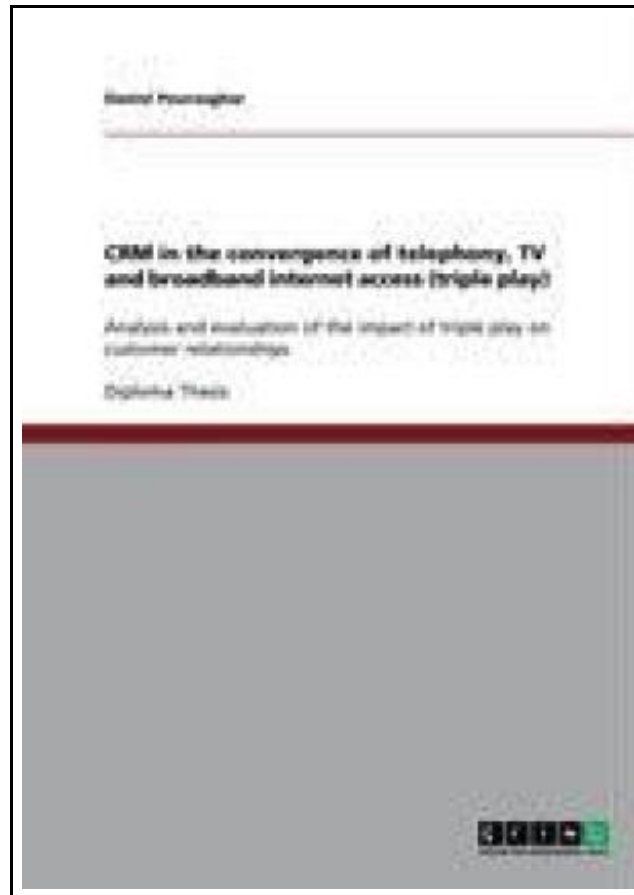 CRM in the convergence of telephony, TV
and broadband internet access (triple play)
Analysis and evaluation of the impact of triple play on
customer relationships
Diploma Thesis